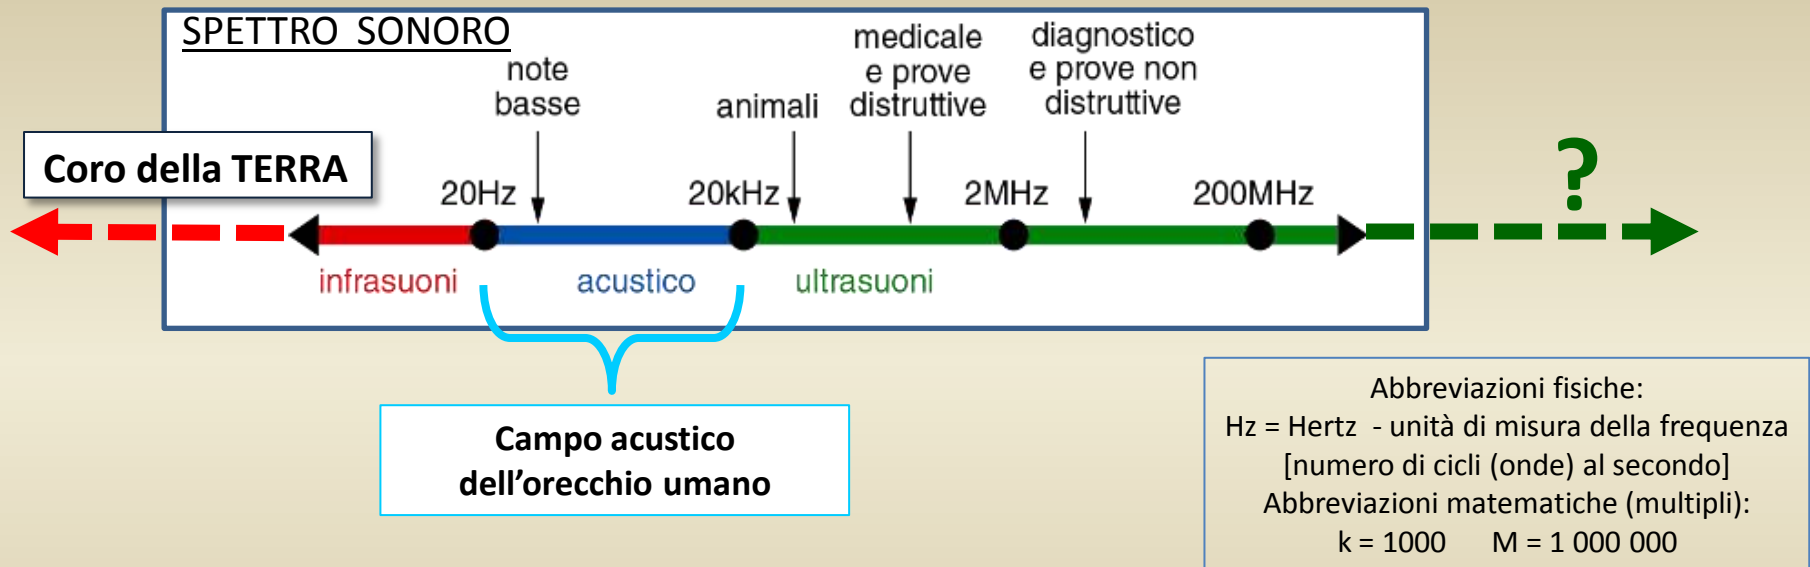 SPETTRO SONORO
note
basse
animali
medicale
e prove
distruttive
diagnostico
e prove non
distruttive
Coro della TERRA
20Hz
20kHz
2MHz
200MHz
?
infrasuoni
acustico
ultrasuoni
Campo acustico
dell’orecchio umano
Abbreviazioni fisiche:
Hz = Hertz - unità di misura della frequenza
[numero di cicli (onde) al secondo]
Abbreviazioni matematiche (multipli):
k = 1000 M = 1 000 000